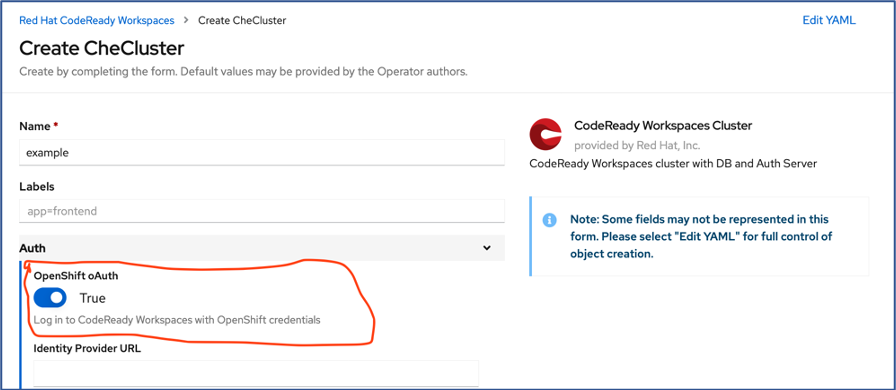 Red Hat CodeReady Workspaces > Create CheCluster
Edit YAML
Create CheCluster
Create by completing the form. Default values may be provided by the Operator authors.
Name *
example
Labels
app=frontend
Auth
OpenShift oAuth
True
Log in to CodeReady Workspaces with OpenShift credentials
Identity Provider URL
CodeReady Workspaces Cluster
provided by Red Hat, Inc.
CodeReady Workspaces cluster with DB and Auth Server
Note: Some fields may not be represented in this
form. Please select "Edit YAML" for full control of
object creation.